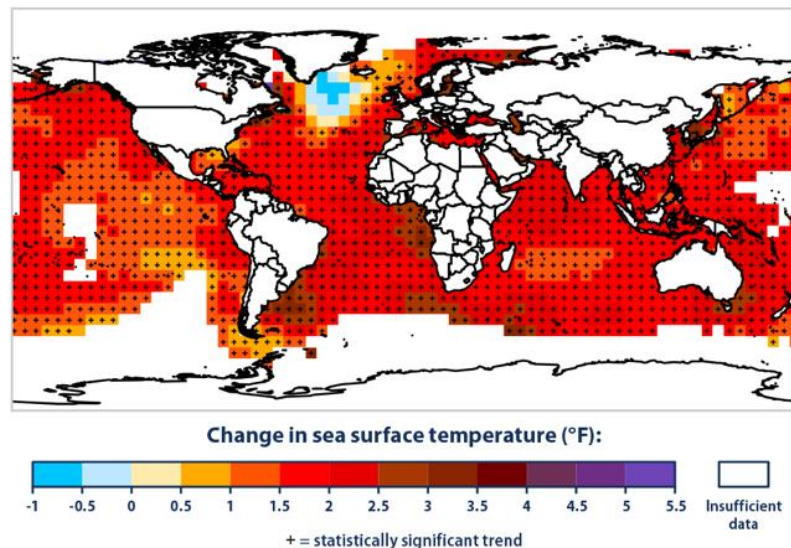 Change in sea surface temperature (°F):
-1 -0.5 0 0.5 1 1.5 2 2.5 3 3.5 4 4.5 5 5.5
Insufficient
data
+ = statistically significant trend